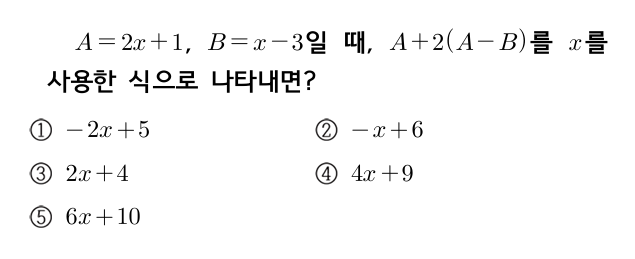 A=2x+1, B=x-3일 때, A+2(A-B)를 x를
사용한 식으로 나타내면?
① -2x+5 ② -x+6
③ 2x+4 ④ 4x+9
⑤ 6x+10